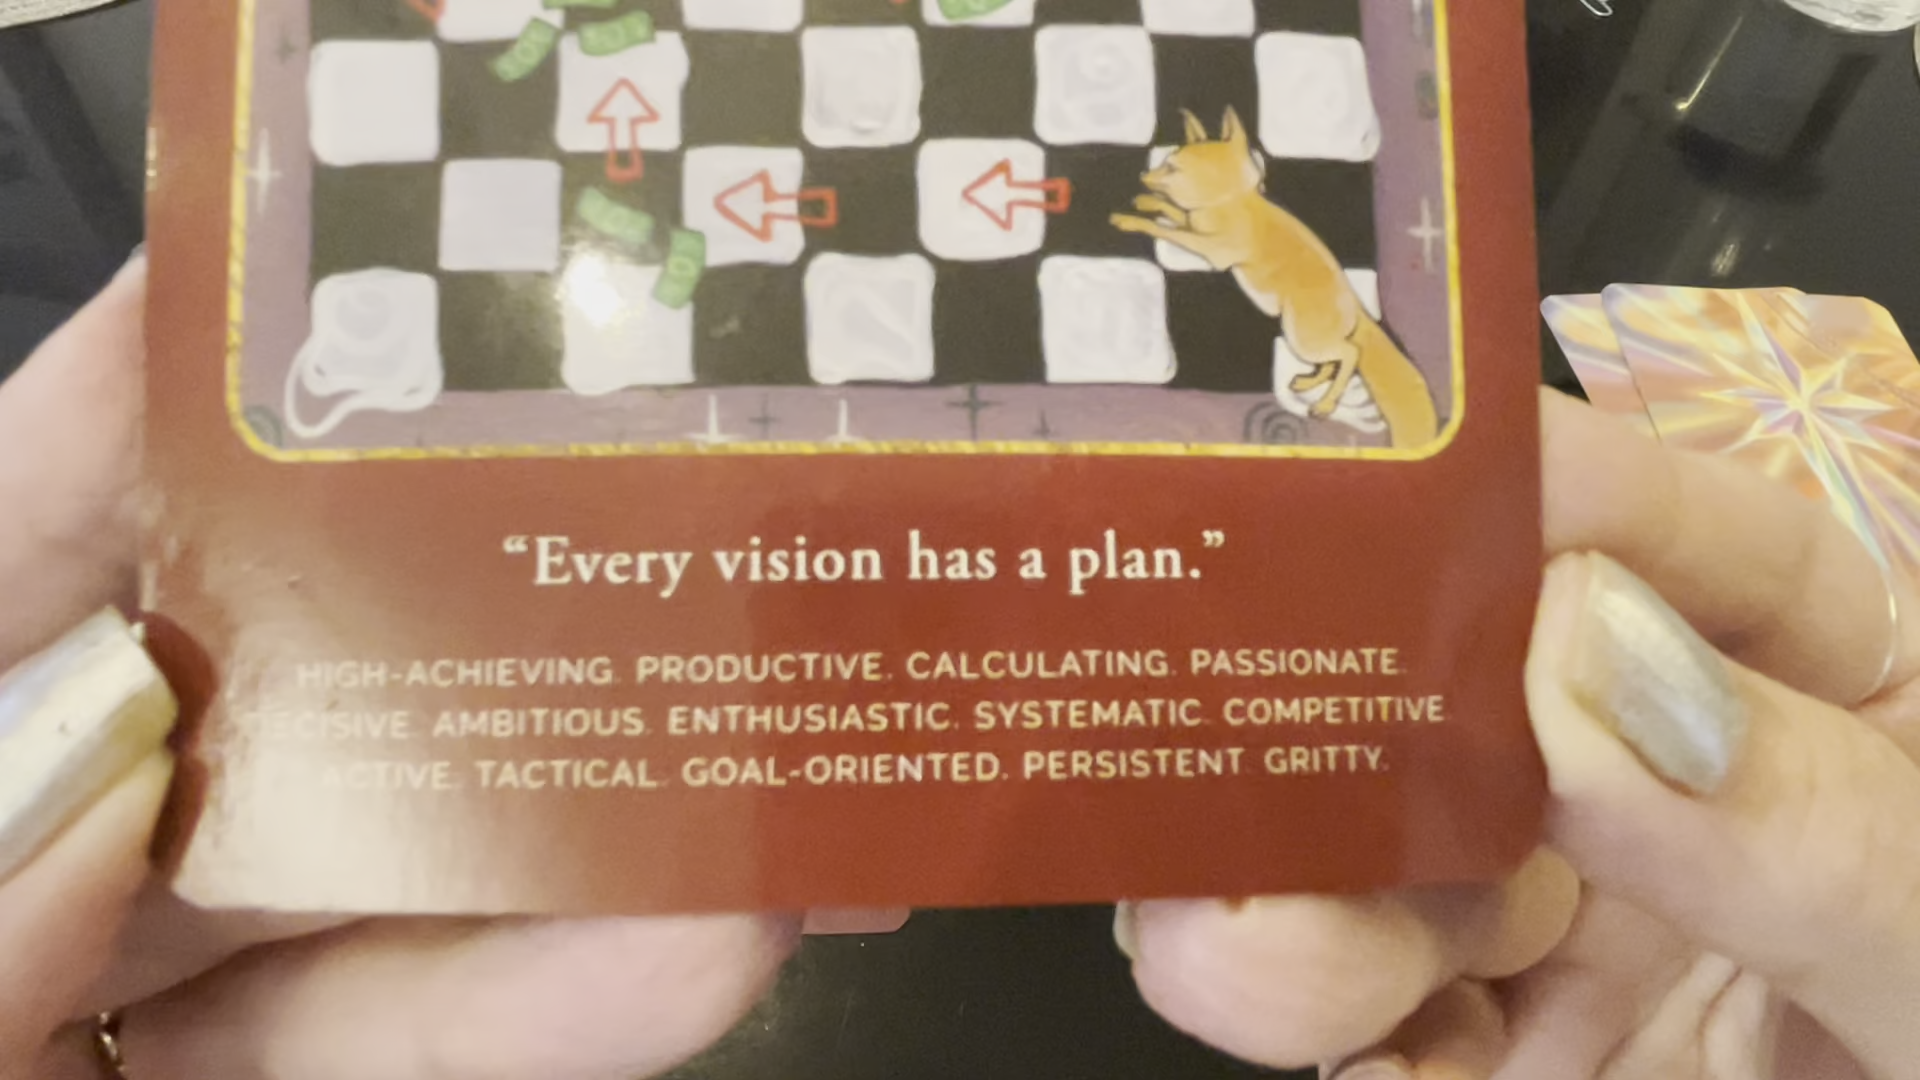 “Every vision has a plan.”
HIGH-ACHIEVING. PRODUCTIVE. CALCULATING. PASSIONATE.
AMBITIOUS. ENTHUSIASTIC. SYSTEMATIC. COMPETITIVE
TACTICAL. GOAL-ORIENTED. PERSISTENT. GRITTY.